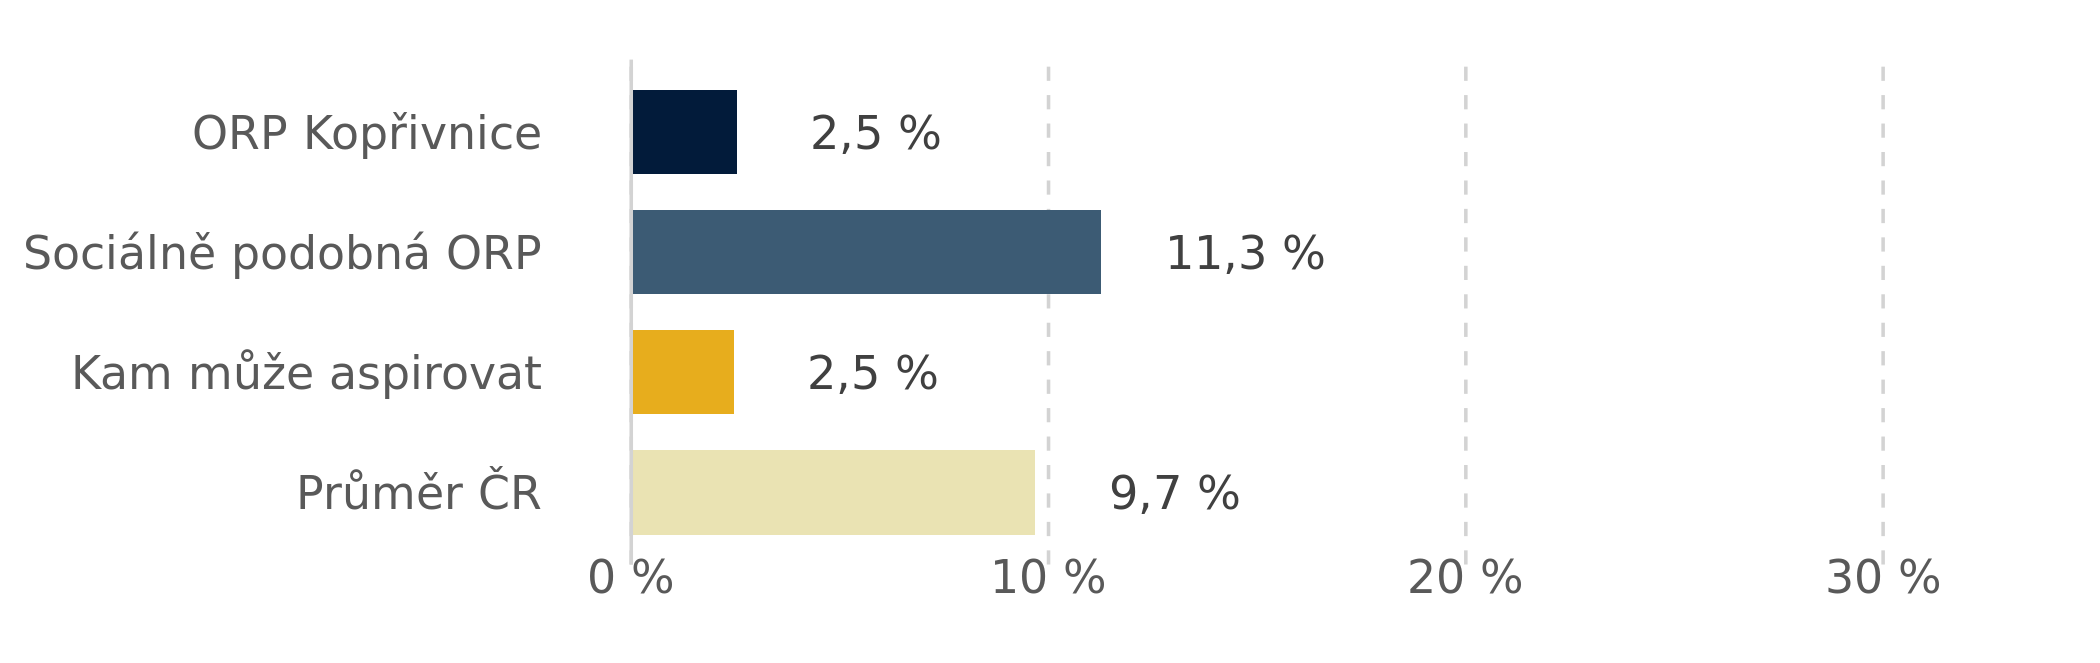 ORP Kopřivnice 2,5 %
Sociálně podobná ORP 11,3 %
Kam může aspirovat 2,5 %
Průměr ČR 9,7 %
0 % 10 % 20 % 30 %